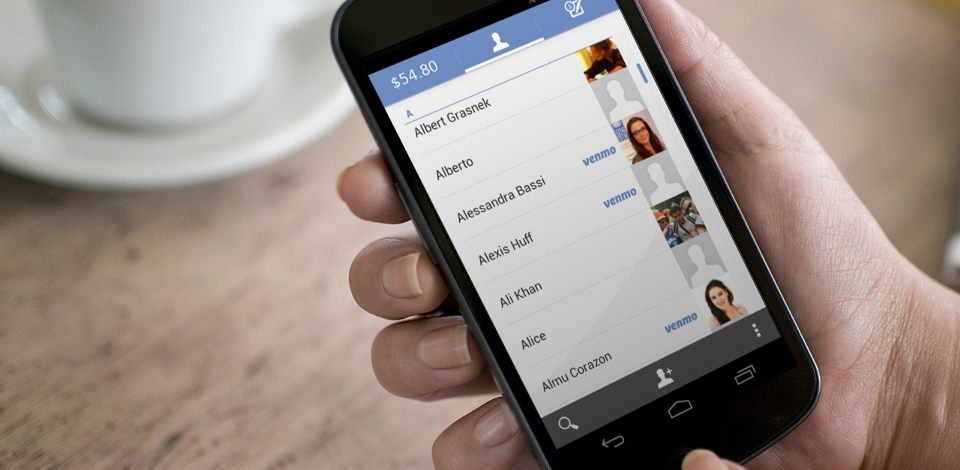 $54.80
A
Albert Grasnek
Alberto
Alessandra Bassi venmo
Alexis Huff venmo
Ali Khan
Alice
Almu Corazon venmo